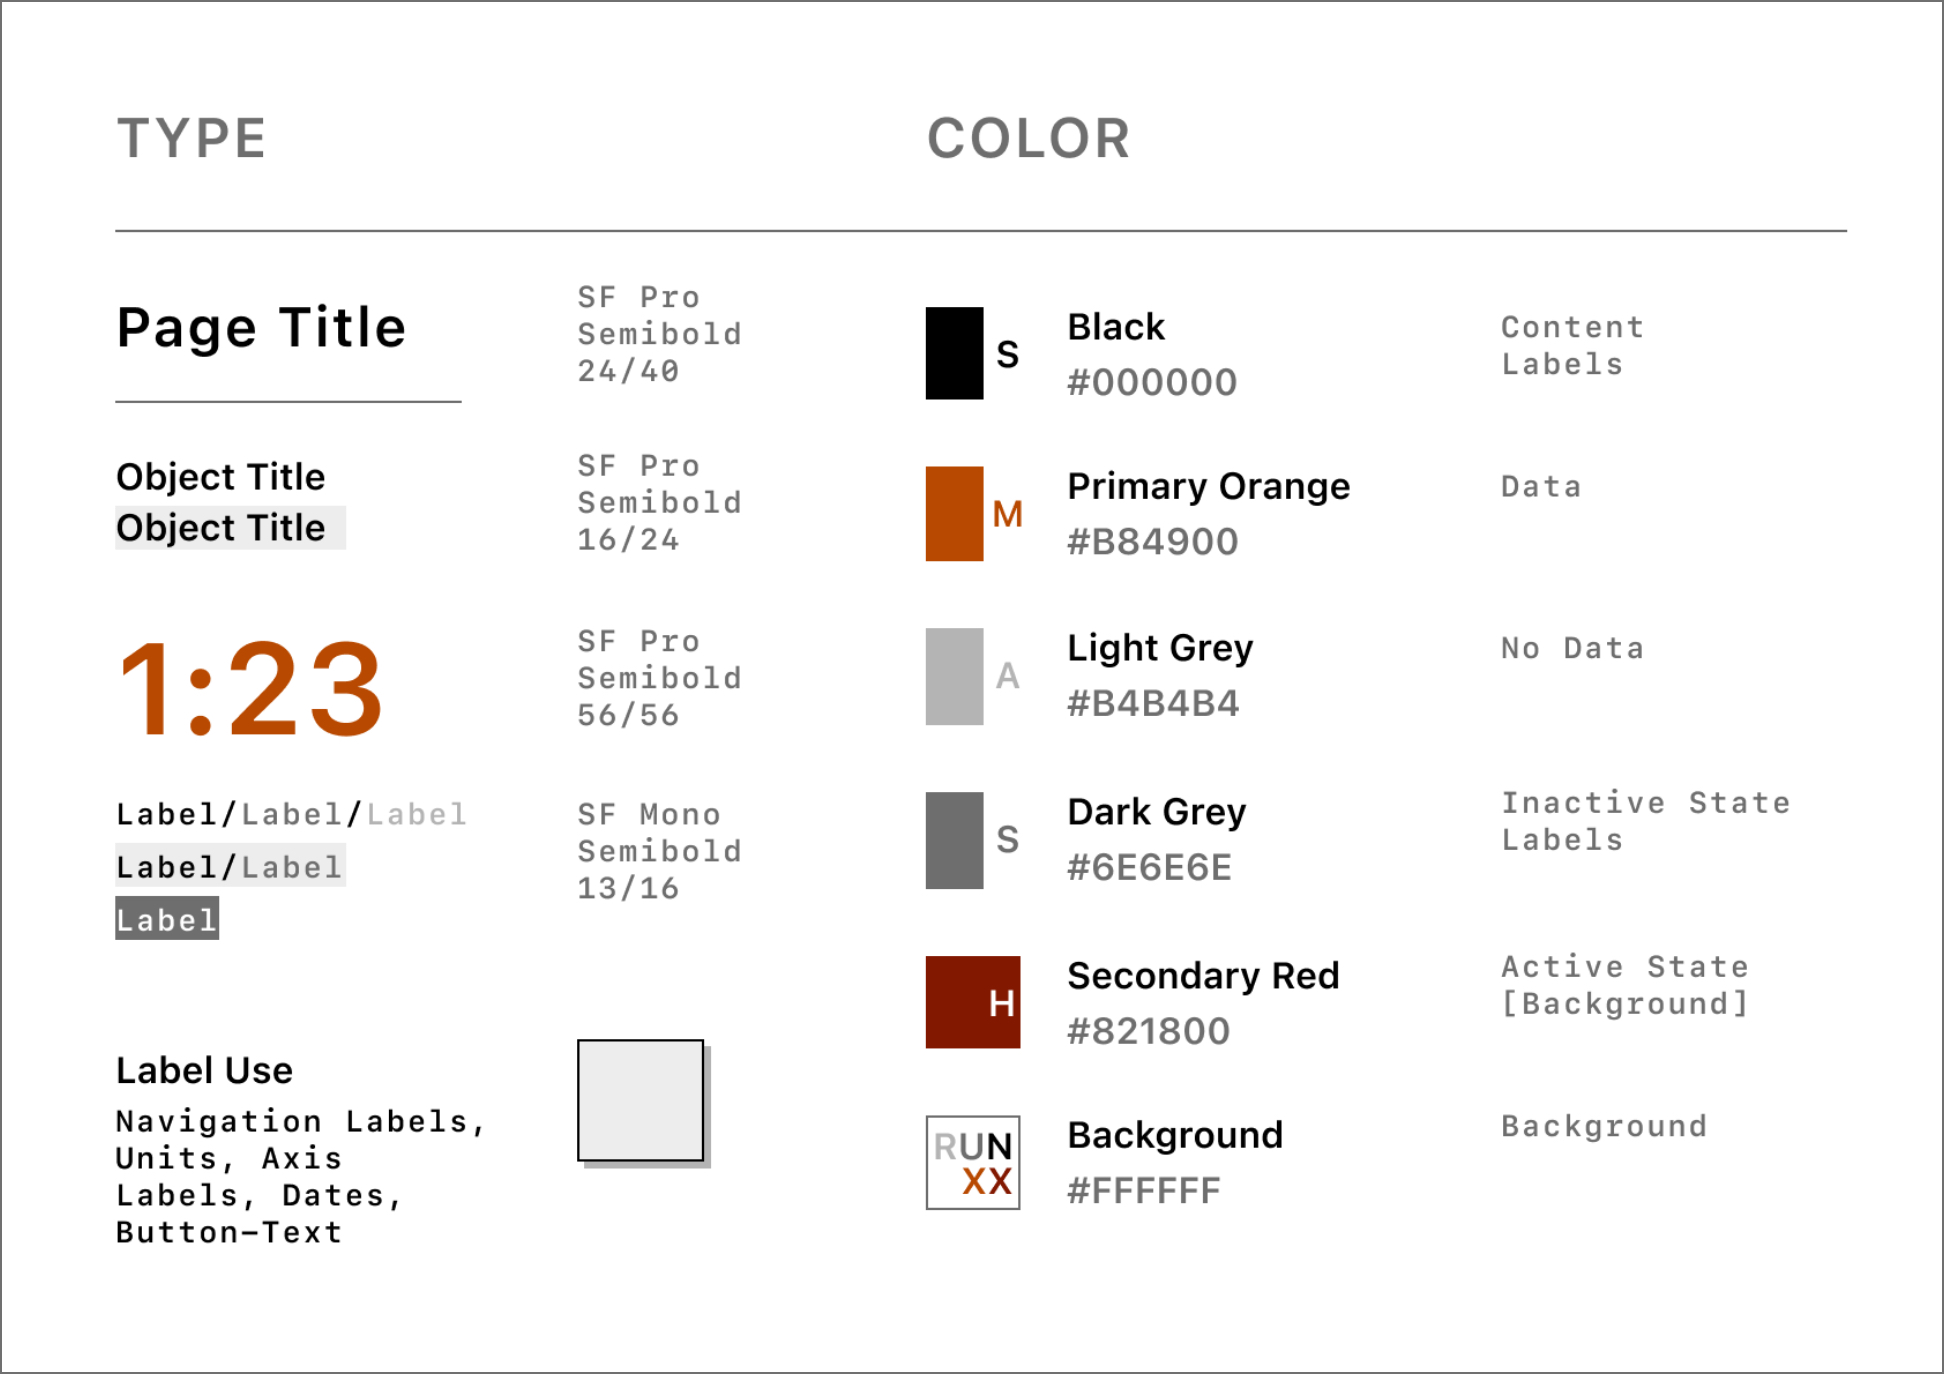 TYPE
COLOR
Page Title
SF Pro
Semibold
24/40
Object Title
Object Title
SF Pro
Semibold
16/24
1:23
SF Pro
Semibold
56/56
Label/Label/Label
Label/Label
Label
SF Mono
Semibold
13/16
Label Use
Navigation Labels,
Units, Axis
Labels, Dates,
Button-Text
S
Black
#000000
Content
Labels
M
Primary Orange
#B84900
Data
A
Light Grey
#B4B4B4
No Data
S
Dark Grey
#6E6E6E
Inactive State
Labels
H
Secondary Red
#821800
Active State
[Background]
RUN
XX
Background
#FFFFFF
Background